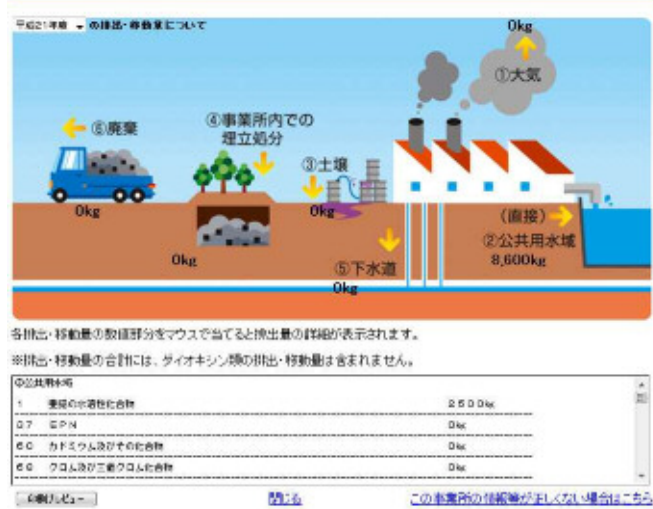 平成21年度 の排出・移動量について
0kg
①大気
⑥廃棄
④事業所内での
埋立処分
③土壌
0kg
0kg
(直接)
②公共用水域
8,600kg
0kg
⑤下水道
0kg
各排出・移動量の数値部分をマウスで当てると排出量の詳細が表示されます。
※排出・移動量の合計には、ダイオキシン類の排出・移動量は含まれません。
公共用水域
1 亜鉛の水溶性化合物 2500kg
EPN 0kg
60 カドミウム及びその化合物 0kg
クロム及び三価クロム化合物 0kg
印刷プレビュー
閉じる
この事業所の情報等が正しくない場合はこちら